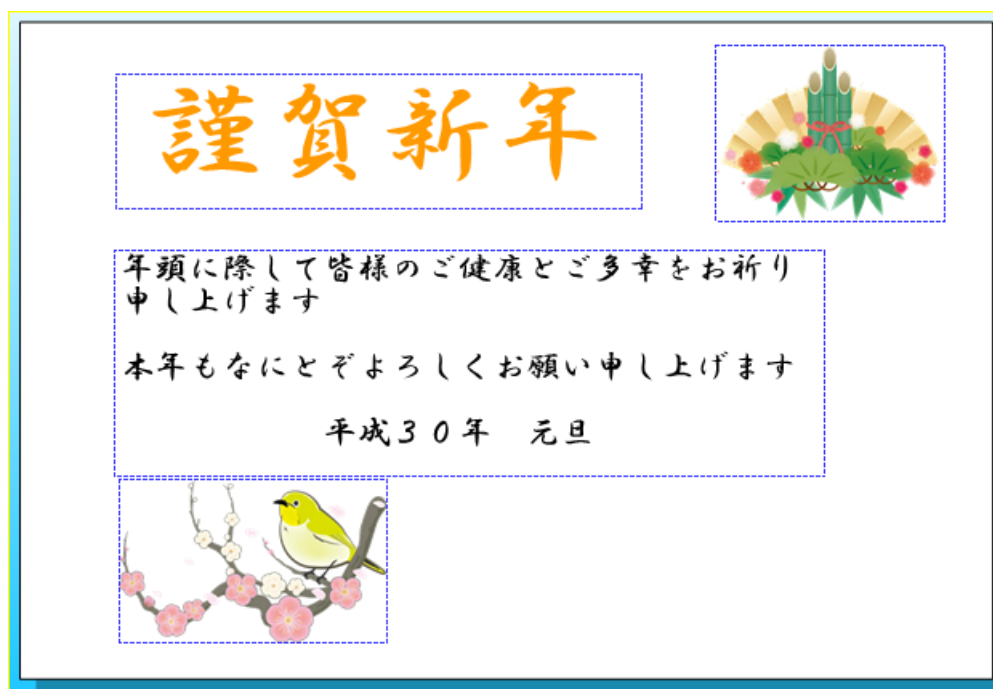 謹賀新年
年頭に際して皆様のご健康とご多幸をお祈り
申し上げます
本年もなにとぞよろしくお願い申し上げます
平成３０年　元旦